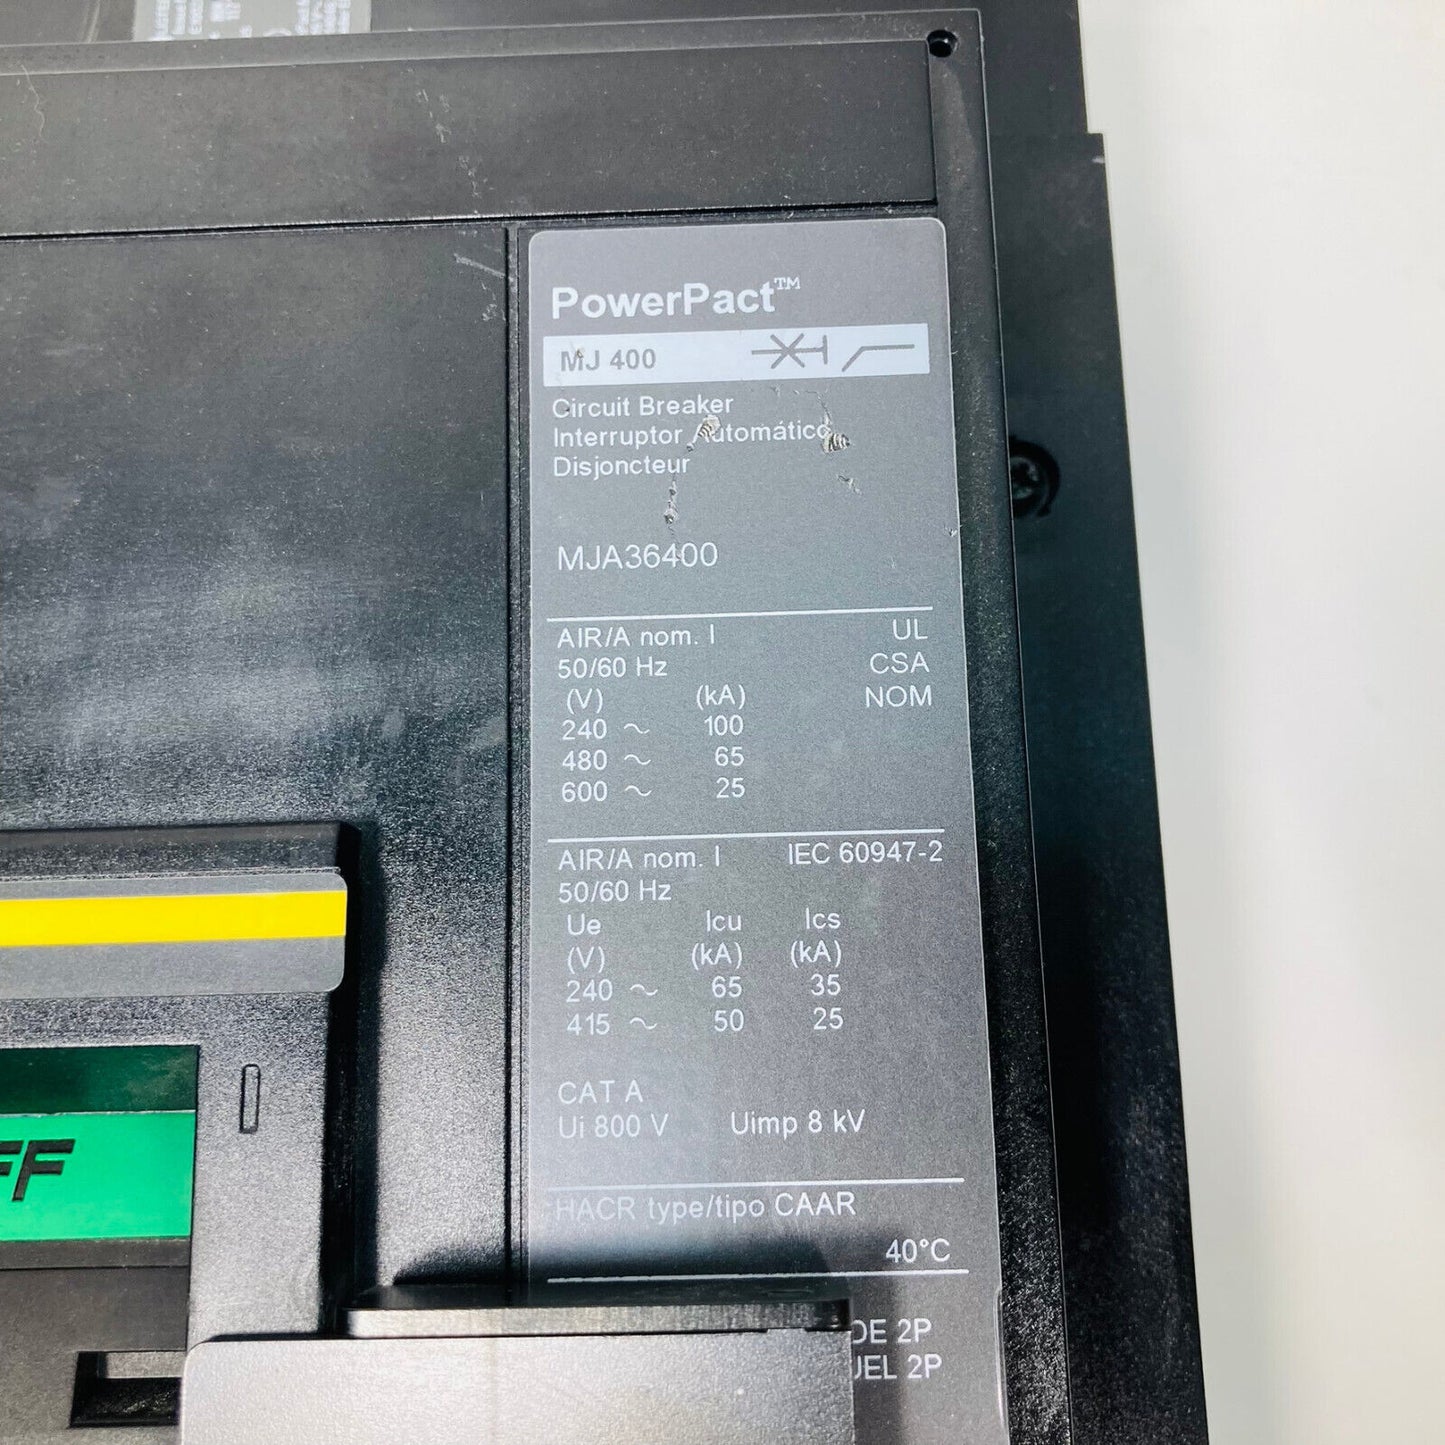 PowerPact™
MJ 400
Circuit Breaker
Interruptor Automático
Disjoncteur
MJA36400
AIR/A nom. I UL
50/60 Hz CSA
(V) (kA) NOM
240 ~ 100
480 ~ 65
600 ~ 25
AIR/A nom. I IEC 60947-2
50/60 Hz
Ue Icu Ics
(V) (kA) (kA)
240 ~ 65 35
415 ~ 50 25
CAT A
Ui 800 V Uimp 8 kV
HACR type/tipo CAAR
40°C
DE 2P
UEL 2P
FF